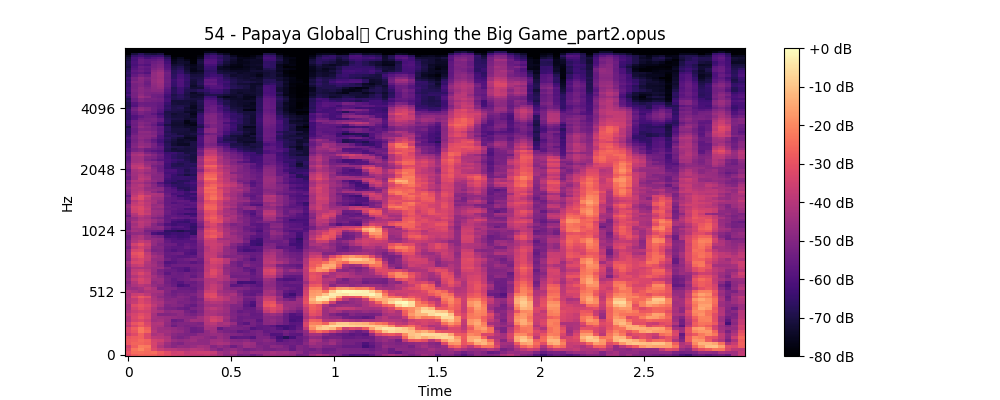 54 - Papaya Global▯ Crushing the Big Game_part2.opus
+0 dB
-10 dB
-20 dB
-30 dB
-40 dB
-50 dB
-60 dB
-70 dB
-80 dB
4096
2048
1024
512
0
Hz
0
0.5
1
1.5
2
2.5
Time